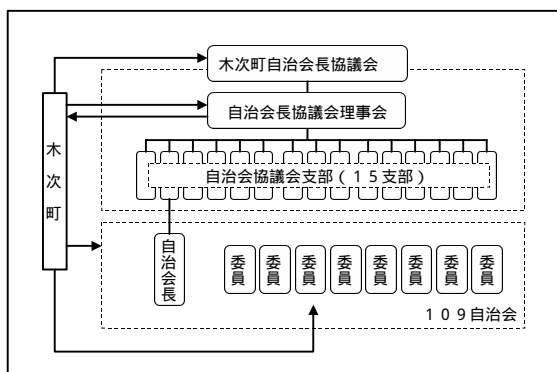 木次町自治会長協議会
自治会長協議会理事会
木次町
自治会協議会支部（１５支部）
自治会長
委員
委員
委員
委員
委員
委員
委員
委員
１０９自治会